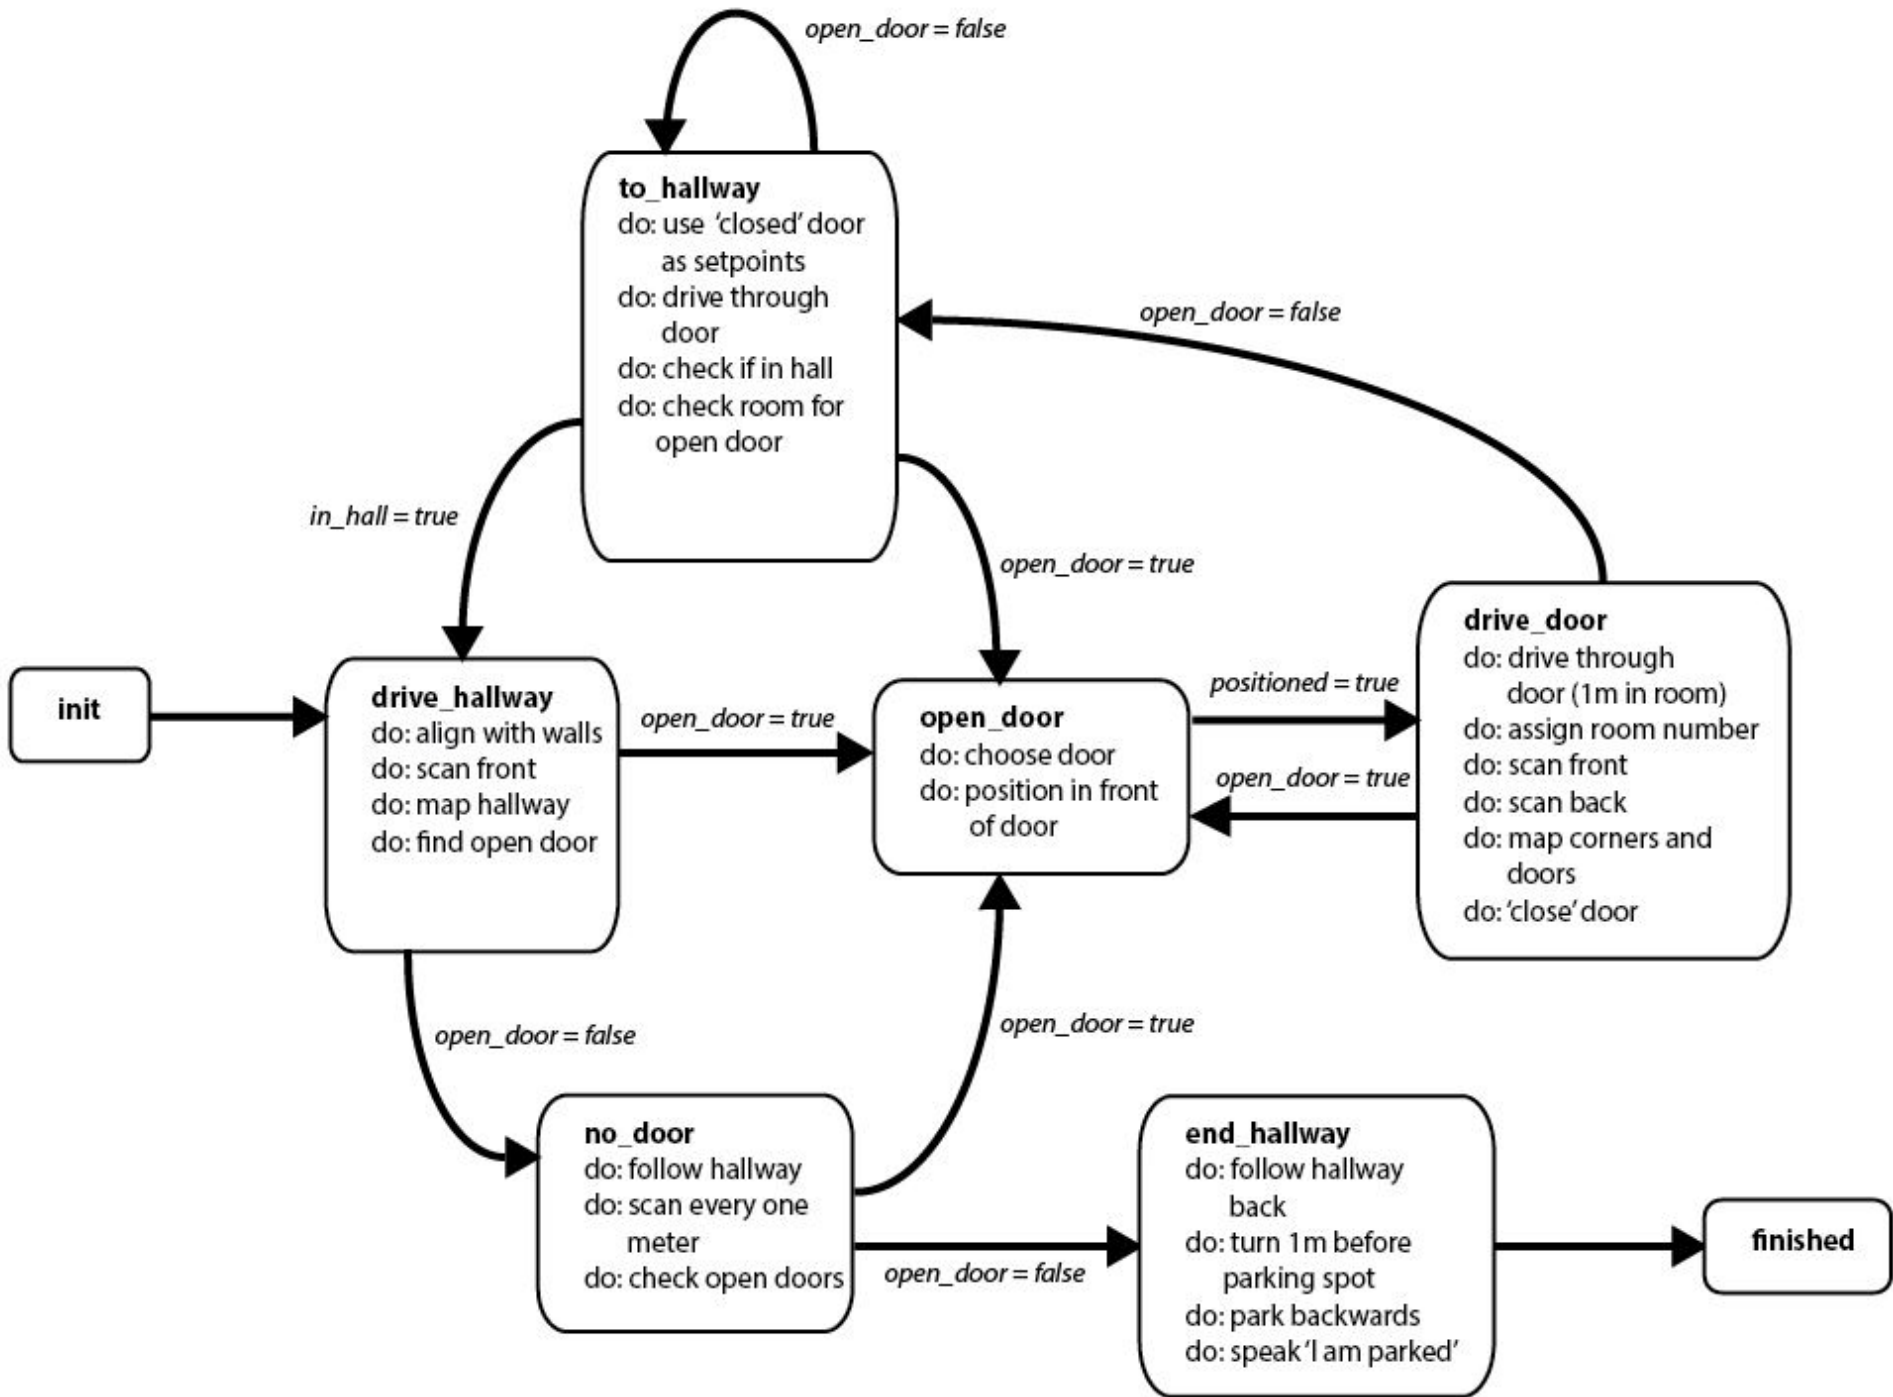 open_door = false
to_hallway
do: use ‘closed’ door
as setpoints
do: drive through
door
do: check if in hall
do: check room for
open door
open_door = false
in_hall = true
open_door = true
init
drive_hallway
do: align with walls
do: scan front
do: map hallway
do: find open door
open_door = true
open_door
do: choose door
do: position in front
of door
positioned = true
open_door = true
drive_door
do: drive through
door (1m in room)
do: assign room number
do: scan front
do: scan back
do: map corners and
doors
do: ‘close’ door
open_door = false
open_door = true
no_door
do: follow hallway
do: scan every one
meter
do: check open doors
open_door = false
end_hallway
do: follow hallway
back
do: turn 1m before
parking spot
do: park backwards
do: speak ‘I am parked’
finished